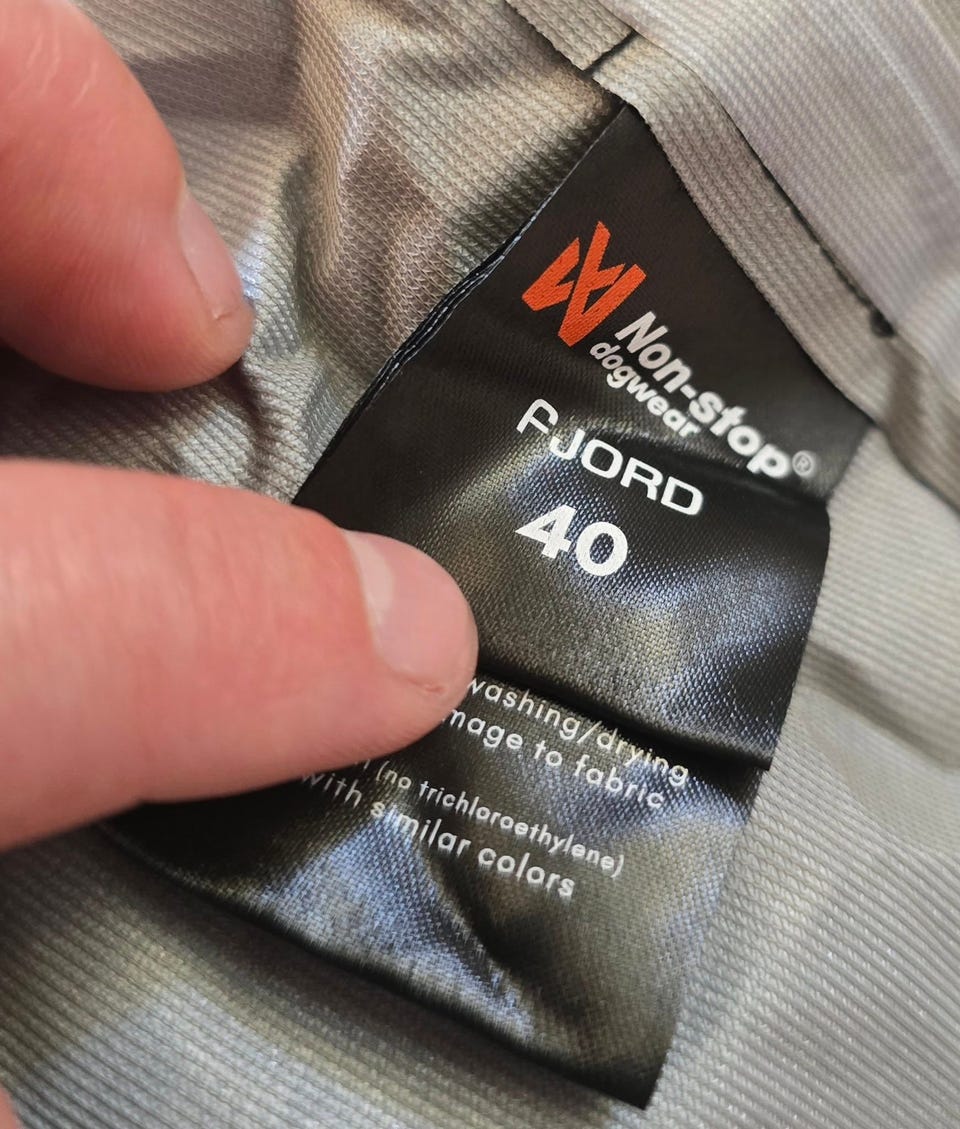 Non-stop®
dogwear
FJORD
40
washing/drying
to fabric
(no trichloroethylene)
with similar colors